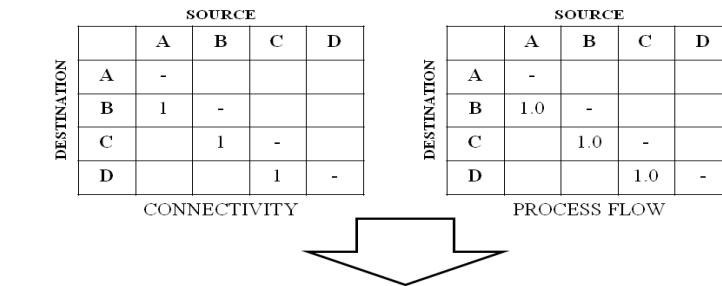 SOURCE SOURCE
A B C D A B C D
DESTINATION DESTINATION
A - A -
B 1 - B 1.0 -
C 1 - C 1.0 -
D 1 - D 1.0 -
CONNECTIVITY PROCESS FLOW